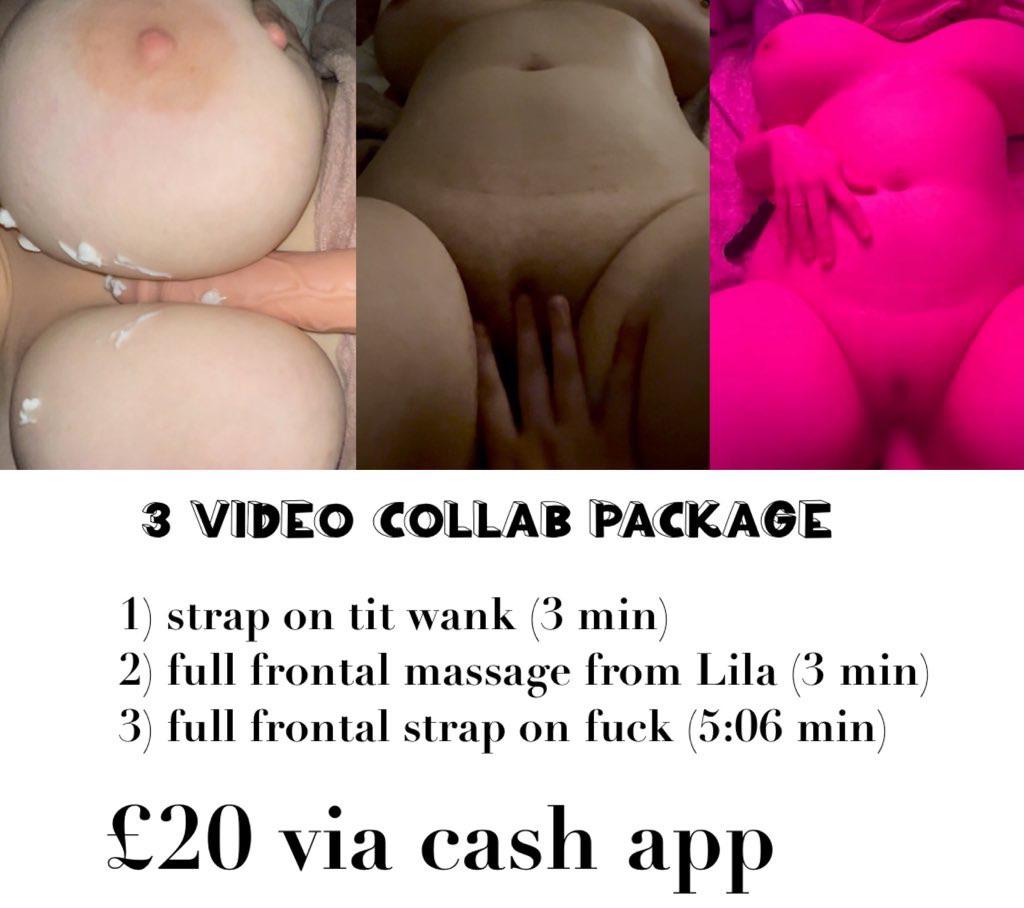 3 VIDEO COLLAB PACKAGE
1) strap on tit wank (3 min)
2) full frontal massage from Lila (3 min)
3) full frontal strap on fuck (5:06 min)
£20 via cash app